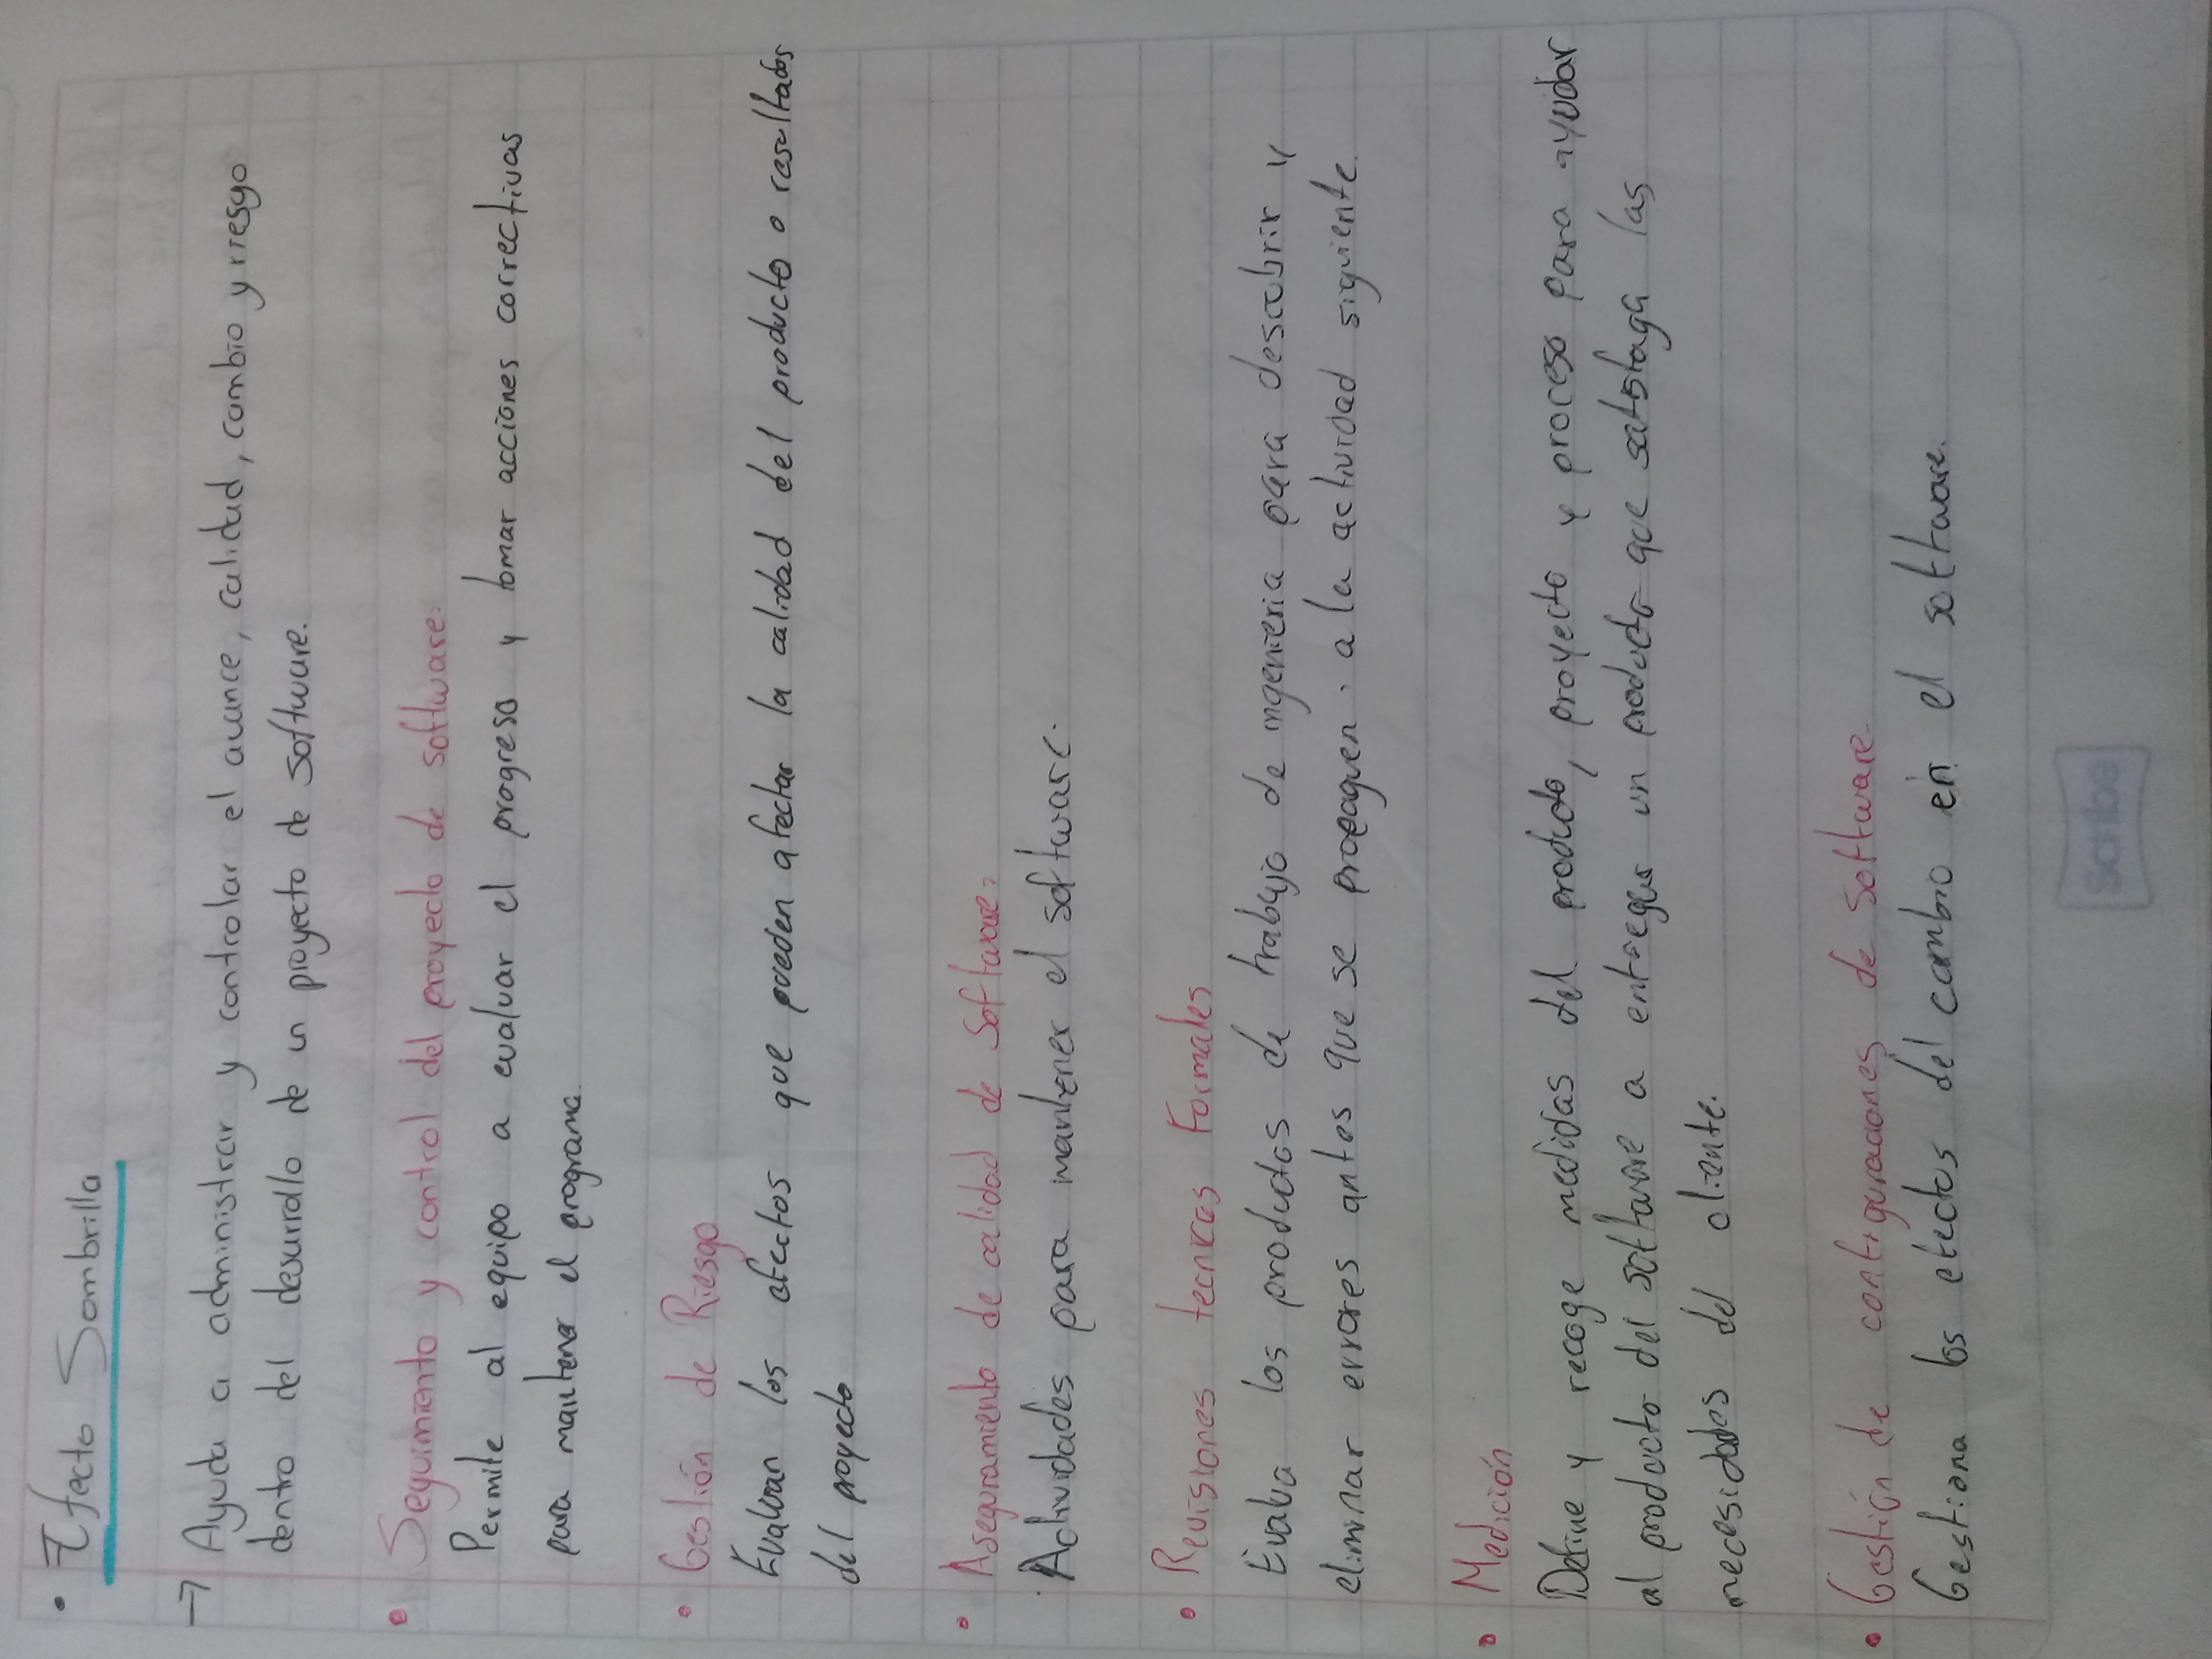 • Efecto Sombrilla
→ Ayuda a administrar y controlar el avance, calidad, cambio y riesgo
dentro del desarrollo de un proyecto de software.
• Seguimiento y control del proyecto de software:
Permite al equipo a evaluar el progreso y tomar acciones correctivas
para mantener el programa.
• Gestión de Riesgo
Evaluan los efectos que pueden afectar la calidad del producto o resultados
del proyecto
• Aseguramiento de calidad de Software:
Actividades para mantener el software.
• Revisiones tecnicas Formales
Evalua los productos de trabajo de ingenieria para descubrir y
eliminar errores antes que se propaguen a la actividad siguiente.
• Medición
Define y recoge medidas del producto, proyecto y proceso para ayudar
al producto del software a entregar un producto que satisfaga las
necesidades del cliente.
• Gestión de configuraciones de software.
Gestiona los efectos del cambio en el software.
Scribe